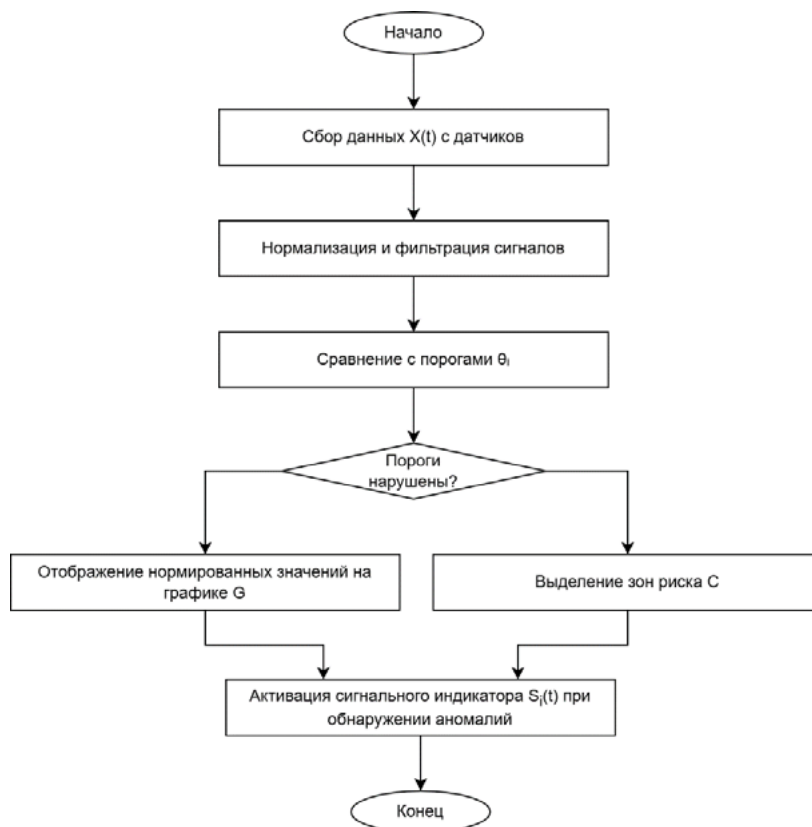 Начало
Сбор данных X(t) с датчиков
Нормализация и фильтрация сигналов
Сравнение с порогами θᵢ
Пороги
нарушены?
Отображение нормированных значений на
графике G
Выделение зон риска C
Активация сигнального индикатора Sᵢ(t) при
обнаружении аномалий
Конец